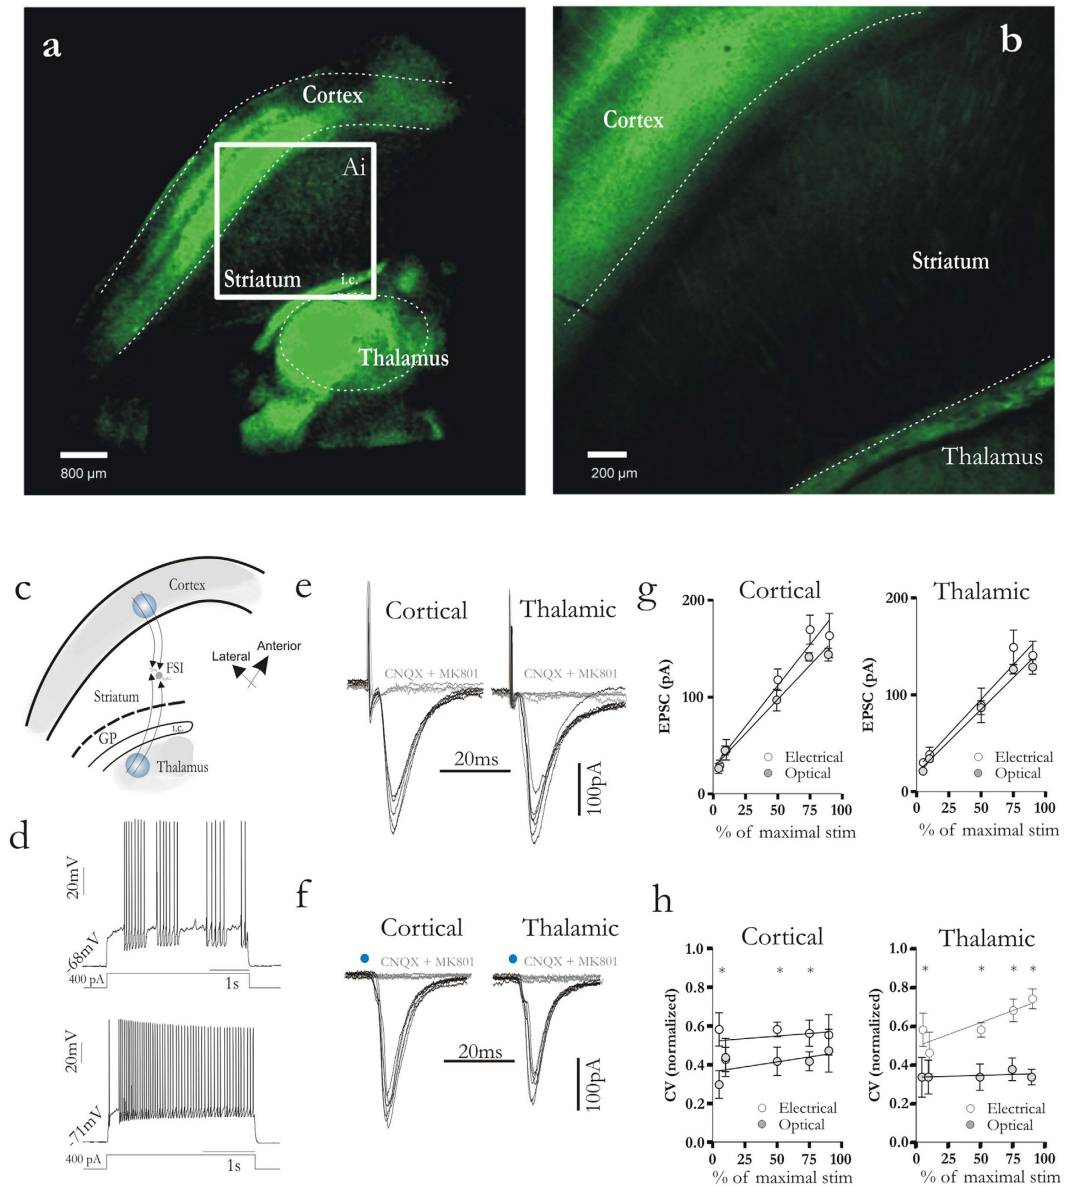 a
Cortex
Ai
Striatum
i.c.
Thalamus
800 µm
b
Cortex
Striatum
Thalamus
200 µm
c
Cortex
FSI
Striatum
GP
i.c.
Thalamus
Lateral
Anterior
d
20mV
-68mV
400 pA
1s
20mV
-71mV
400 pA
1s
e
Cortical
Thalamic
CNQX + MK801
CNQX + MK801
20ms
100pA
f
Cortical
Thalamic
CNQX + MK801
CNQX + MK801
20ms
100pA
g
Cortical
EPSC (pA)
200
100
0
Electrical
Optical
0 25 50 75 100
% of maximal stim
Thalamic
EPSC (pA)
200
100
0
Electrical
Optical
0 25 50 75 100
% of maximal stim
h
Cortical
CV (normalized)
1.0
0.8
0.6
0.4
0.2
0.0
* * *
Electrical
Optical
0 25 50 75 100
% of maximal stim
Thalamic
CV (normalized)
1.0
0.8
0.6
0.4
0.2
0.0
* * * *
Electrical
Optical
0 25 50 75 100
% of maximal stim